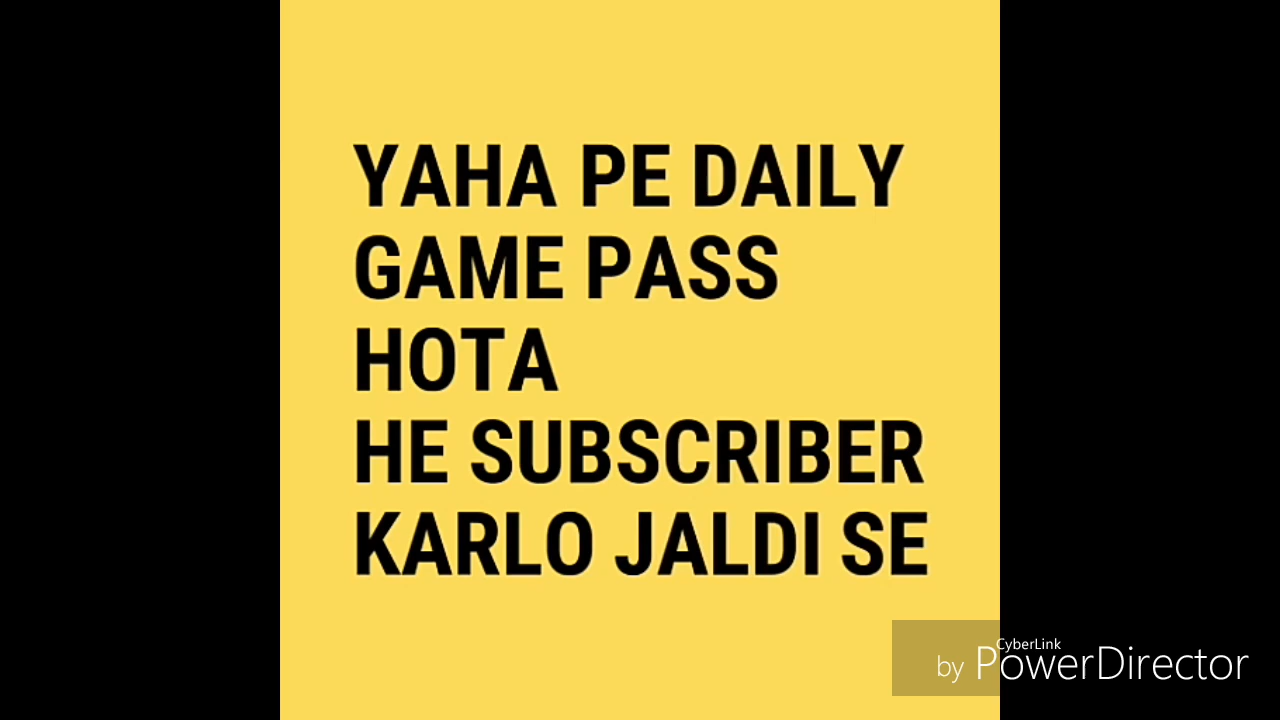 YAHA PE DAILY
GAME PASS
HOTA
HE SUBSCRIBER
KARLO JALDI SE
CyberLink
by PowerDirector